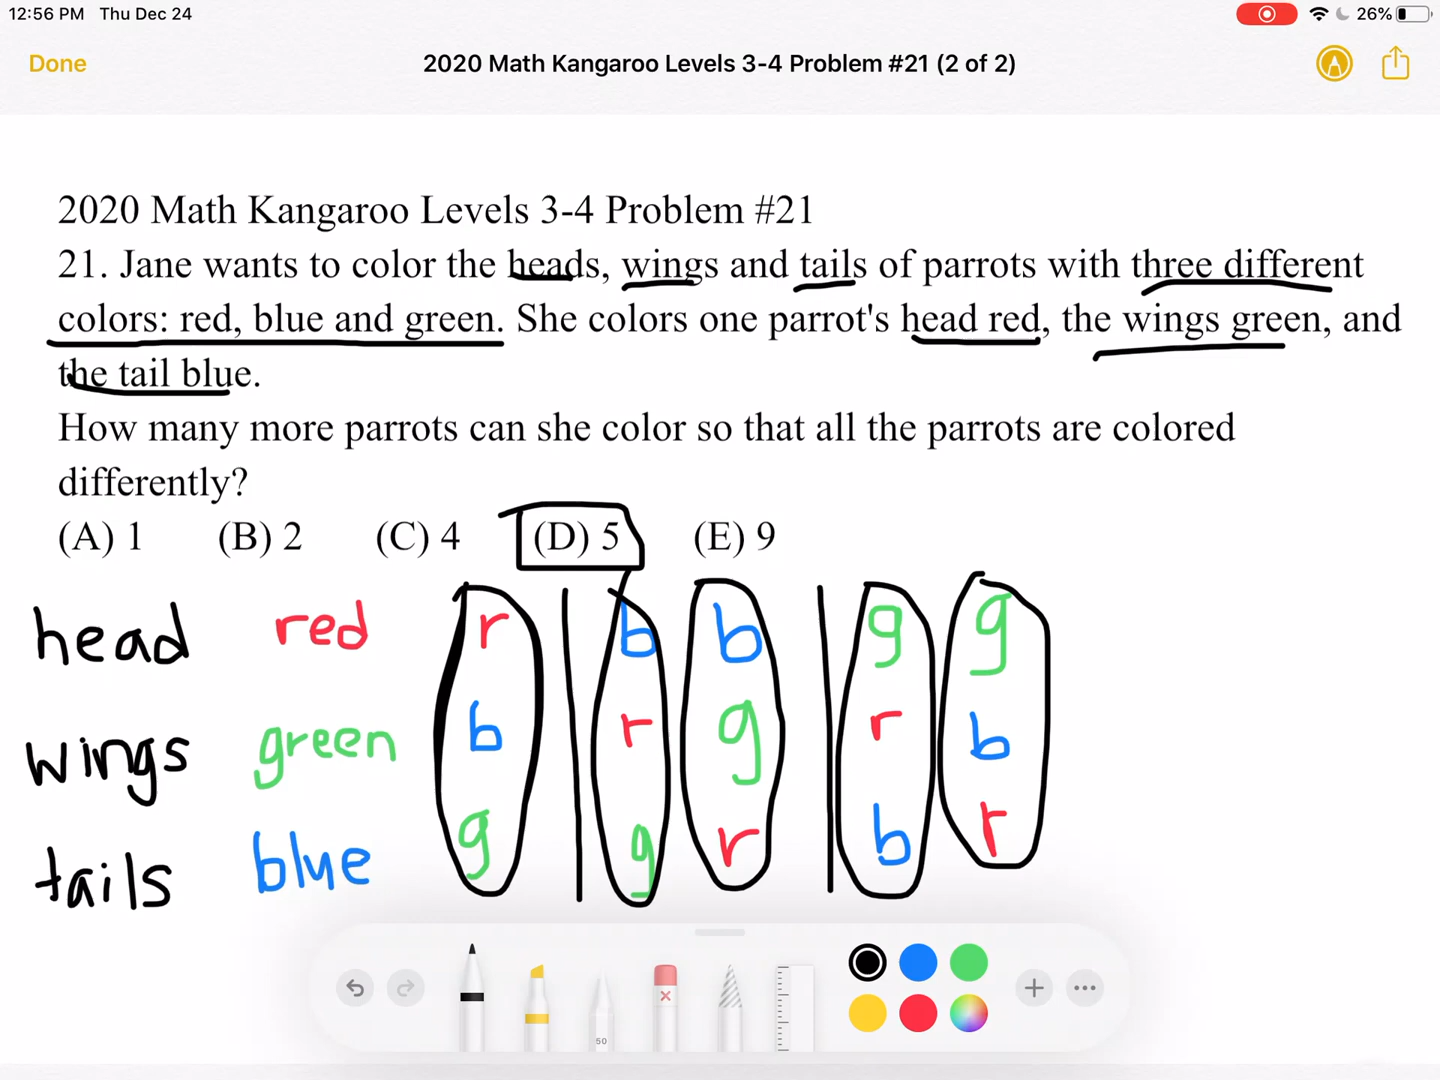 12:56 PM Thu Dec 24 26%
Done 2020 Math Kangaroo Levels 3-4 Problem #21 (2 of 2)
2020 Math Kangaroo Levels 3-4 Problem #21
21. Jane wants to color the heads, wings and tails of parrots with three different
colors: red, blue and green. She colors one parrot's head red, the wings green, and
the tail blue.
How many more parrots can she color so that all the parrots are colored
differently?
(A) 1 (B) 2 (C) 4 (D) 5 (E) 9
head red r b b g g
wings green b r g r b
tails blue g g r b r
50